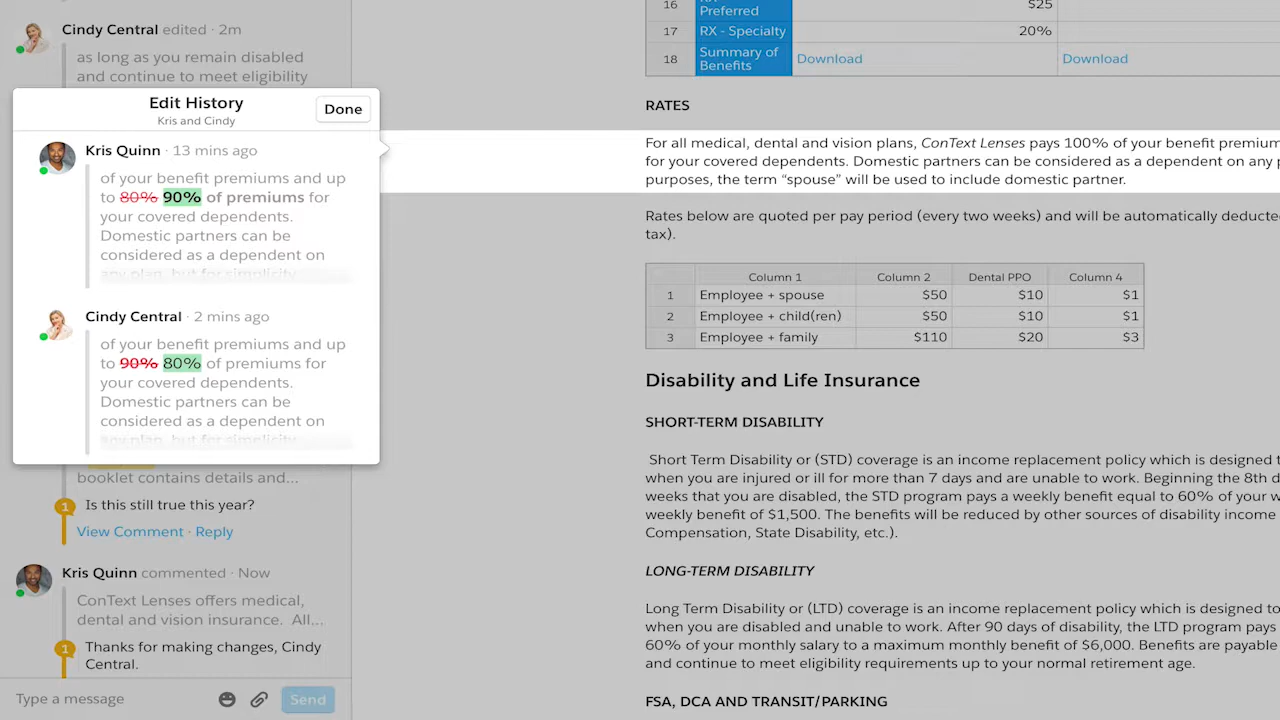 Cindy Central edited · 2m
as long as you remain disabled
and continue to meet eligibility
Edit History
Kris and Cindy
Done
Kris Quinn · 13 mins ago
of your benefit premiums and up
to 80% 90% of premiums for
your covered dependents.
Domestic partners can be
considered as a dependent on
any plan, but for simplicity
Cindy Central · 2 mins ago
of your benefit premiums and up
to 90% 80% of premiums for
your covered dependents.
Domestic partners can be
considered as a dependent on
any plan, but for simplicity
booklet contains details and...
1 Is this still true this year?
View Comment · Reply
Kris Quinn commented · Now
ConText Lenses offers medical,
dental and vision insurance. All...
1 Thanks for making changes, Cindy
Central.
Type a message
Send
16 Preferred $25
17 RX - Specialty 20%
18 Summary of Benefits Download Download
RATES
For all medical, dental and vision plans, ConText Lenses pays 100% of your benefit premium
for your covered dependents. Domestic partners can be considered as a dependent on any
purposes, the term “spouse” will be used to include domestic partner.
Rates below are quoted per pay period (every two weeks) and will be automatically deducte
tax).
Column 1 Column 2 Dental PPO Column 4
1 Employee + spouse $50 $10 $1
2 Employee + child(ren) $50 $10 $1
3 Employee + family $110 $20 $3
Disability and Life Insurance
SHORT-TERM DISABILITY
Short Term Disability or (STD) coverage is an income replacement policy which is designed
when you are injured or ill for more than 7 days and are unable to work. Beginning the 8th d
weeks that you are disabled, the STD program pays a weekly benefit equal to 60% of your w
weekly benefit of $1,500. The benefits will be reduced by other sources of disability income
Compensation, State Disability, etc.).
LONG-TERM DISABILITY
Long Term Disability or (LTD) coverage is an income replacement policy which is designed to
when you are disabled and unable to work. After 90 days of disability, the LTD program pays
60% of your monthly salary to a maximum monthly benefit of $6,000. Benefits are payable
and continue to meet eligibility requirements up to your normal retirement age.
FSA, DCA AND TRANSIT/PARKING